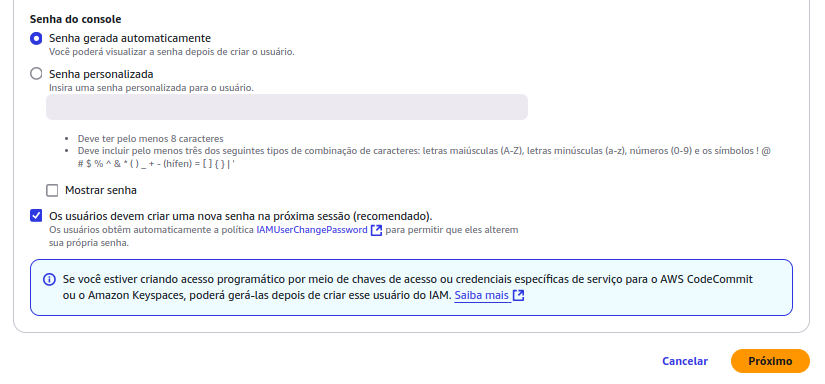 Senha do console
Senha gerada automaticamente
Você poderá visualizar a senha depois de criar o usuário.
Senha personalizada
Insira uma senha personalizada para o usuário.
Deve ter pelo menos 8 caracteres
Deve incluir pelo menos três dos seguintes tipos de combinação de caracteres: letras maiúsculas (A-Z), letras minúsculas (a-z), números (0-9) e os símbolos ! @
# $ % ^ & * ( ) _ + - (hífen) = [ ] { } | '
Mostrar senha
Os usuários devem criar uma nova senha na próxima sessão (recomendado).
Os usuários obtêm automaticamente a política IAMUserChangePassword para permitir que eles alterem
sua própria senha.
Se você estiver criando acesso programático por meio de chaves de acesso ou credenciais específicas de serviço para o AWS CodeCommit
ou o Amazon Keyspaces, poderá gerá-las depois de criar esse usuário do IAM. Saiba mais
Cancelar Próximo